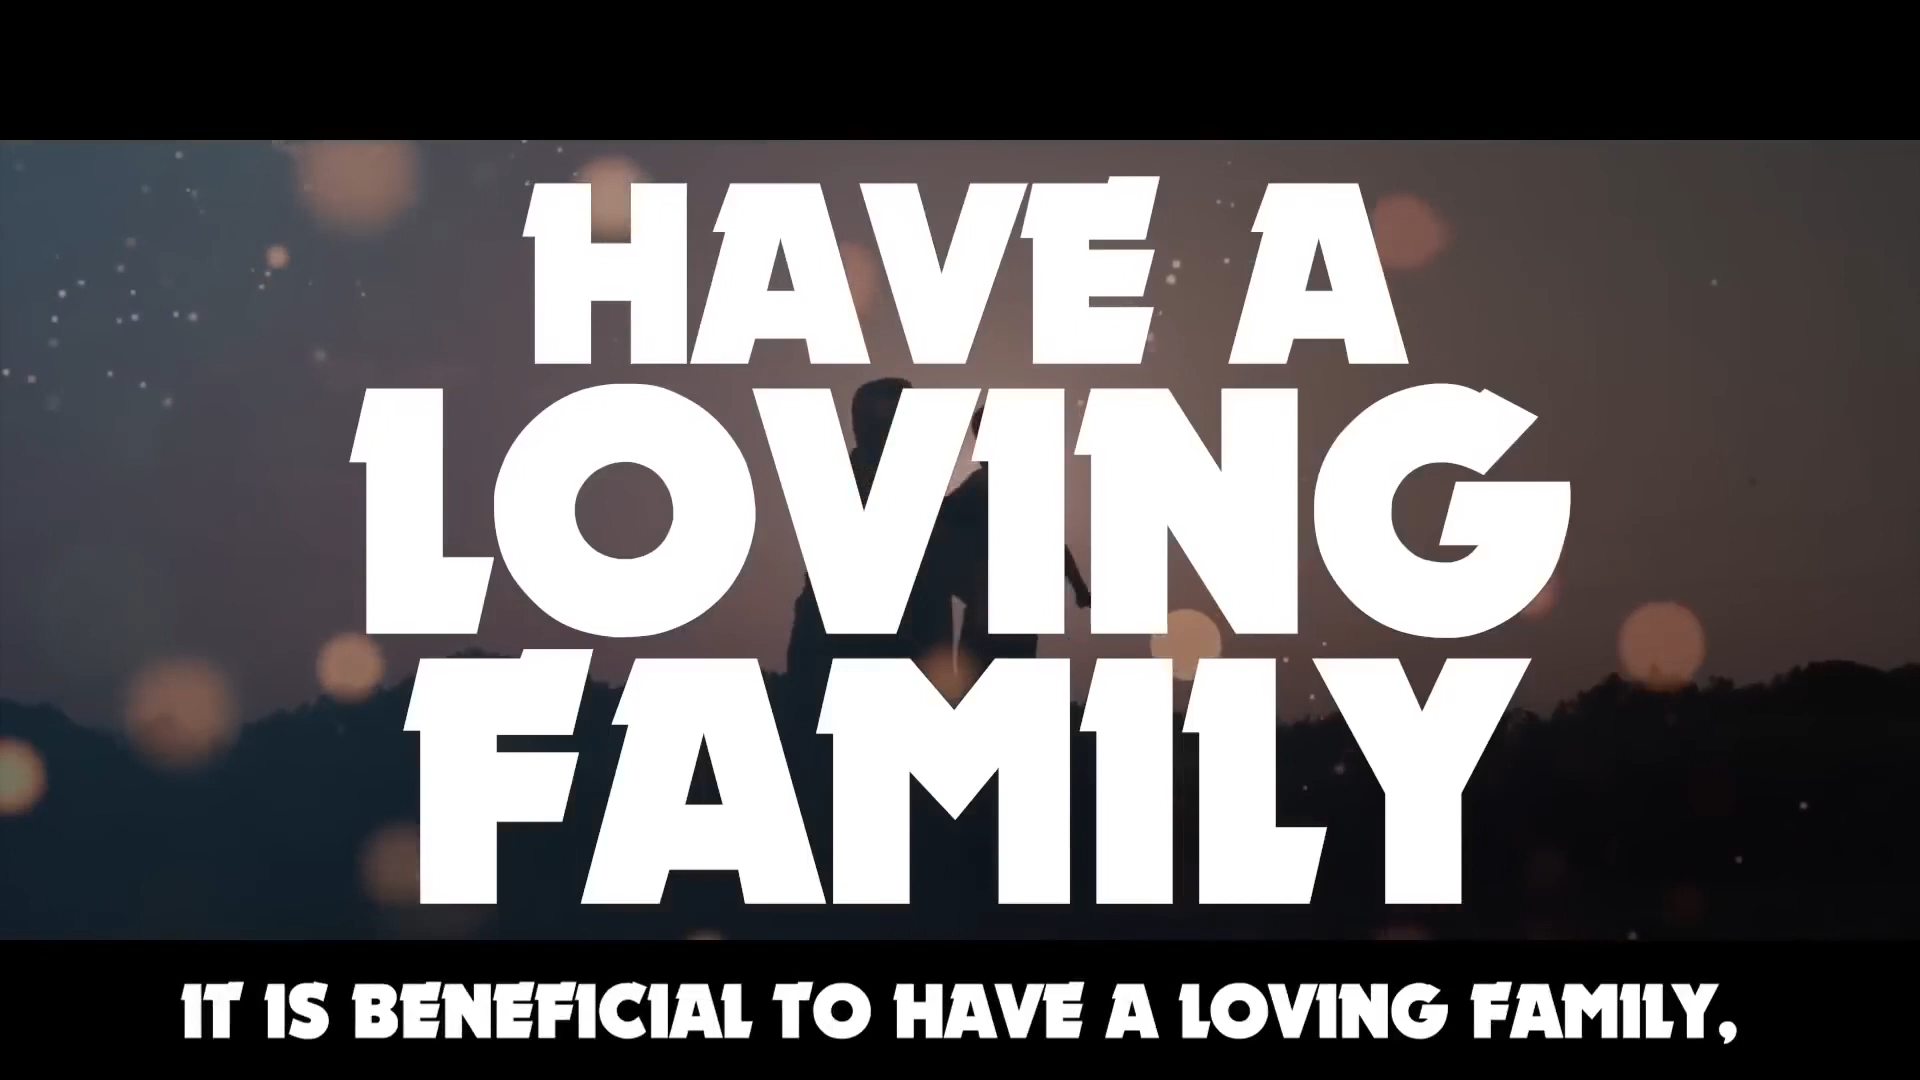 HAVE A
LOVING
FAMILY
IT IS BENEFICIAL TO HAVE A LOVING FAMILY,